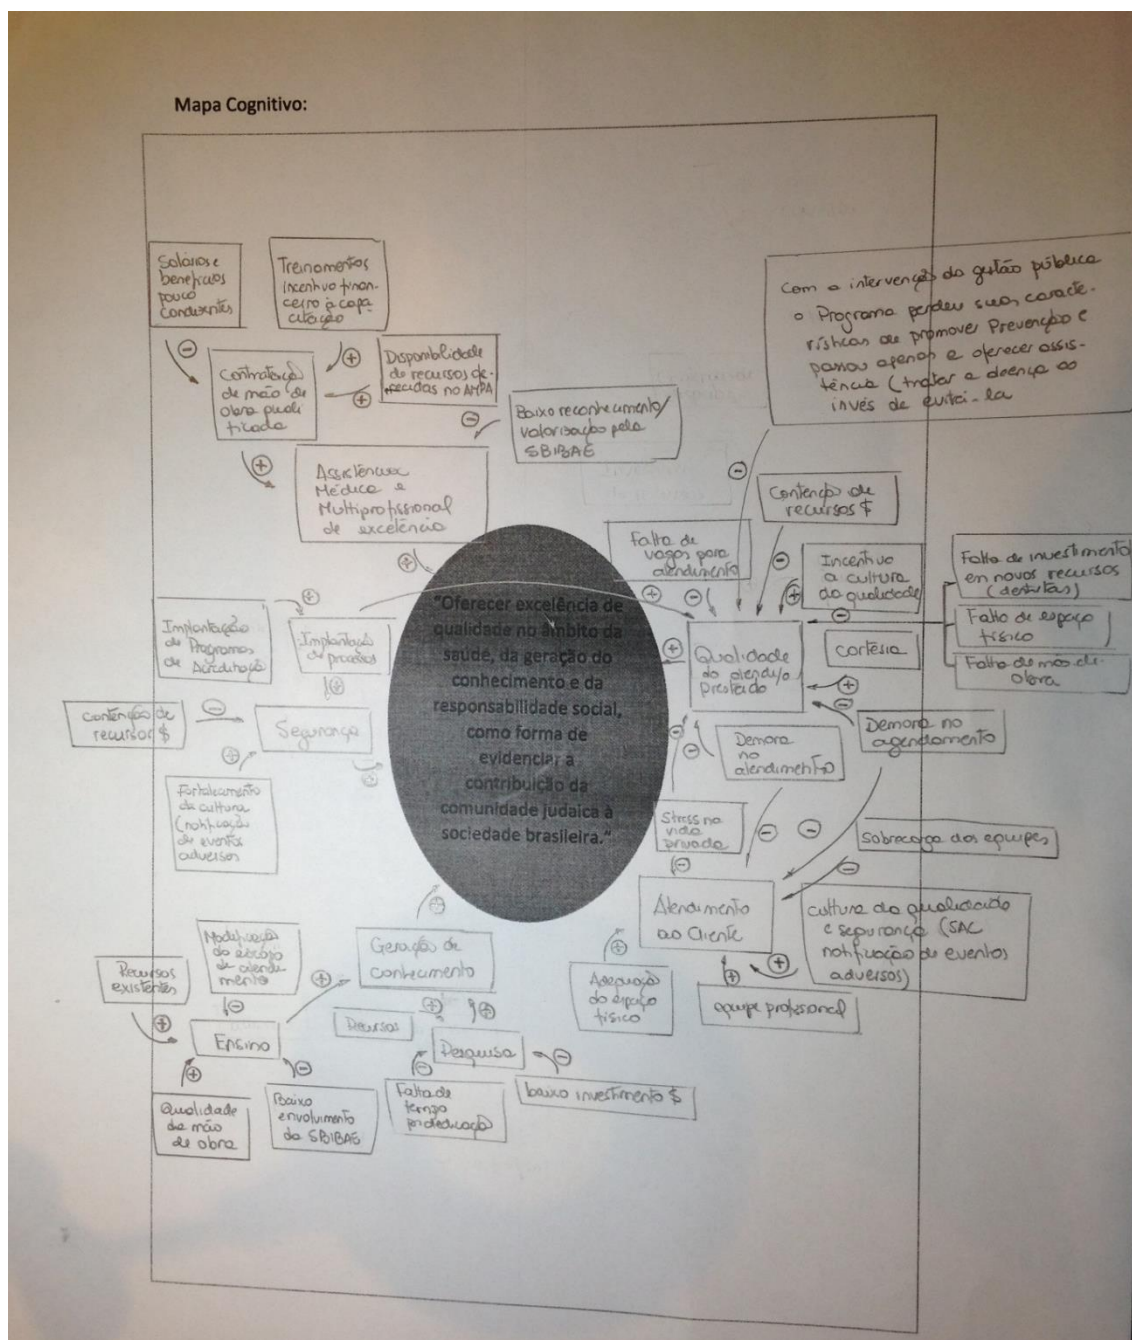 Mapa Cognitivo:
Salários e
benefícios
pouco
condizentes
Treinamentos
incentivo finan-
ceiro à capa
citação
Contratação
de mão de
obra quali
ficada
Disponibilidade
de recursos
no AMPA
Baixo reconhecimento/
valorização pela
SBIBAE
Assistência
Médica e
Multiprofissional
de excelência
Com a intervenção da gestão pública
o Programa perdeu suas caracte-
rísticas de promover Prevenção e
passou apenas a oferecer assis-
tência (tratar a doença ao
invés de evitá-la
Contenção de
recursos $
Falta de
vagas para
atendimento
Incentivo
a cultura
da qualidade
Falta de investimento
em novos recursos
Falta de espaço
físico
Falta de mão de
obra
Cortesia
Qualidade
do atendi/o
prestado
Demora no
agendamento
Demora
no
atendimento
Stress na
vida
privada
Sobrecarga das equipes
Atendimento
ao Cliente
cultura da qualidade
e segurança (SAC
notificação de eventos
adversos)
Adequação
do espaço
físico
equipe profissional
"Oferecer excelência de
qualidade no âmbito da
saúde, da geração do
conhecimento e da
responsabilidade social,
como forma de
evidenciar a
contribuição da
comunidade judaica à
sociedade brasileira."
Implantação
de Programas
de Acreditação
Implantação
de processos
Contenção de
recursos $
Segurança
Fortalecimento
da cultura
(notificação
de eventos
adversos
Modificação
do
de atendi
mento
Geração de
conhecimento
Recursos
existentes
Ensino
Recursos
Pesquisa
Qualidade
da mão
de obra
Baixo
envolvimento
da SBIBAE
Falta de
tempo
p/ dedicação
baixo investimento $